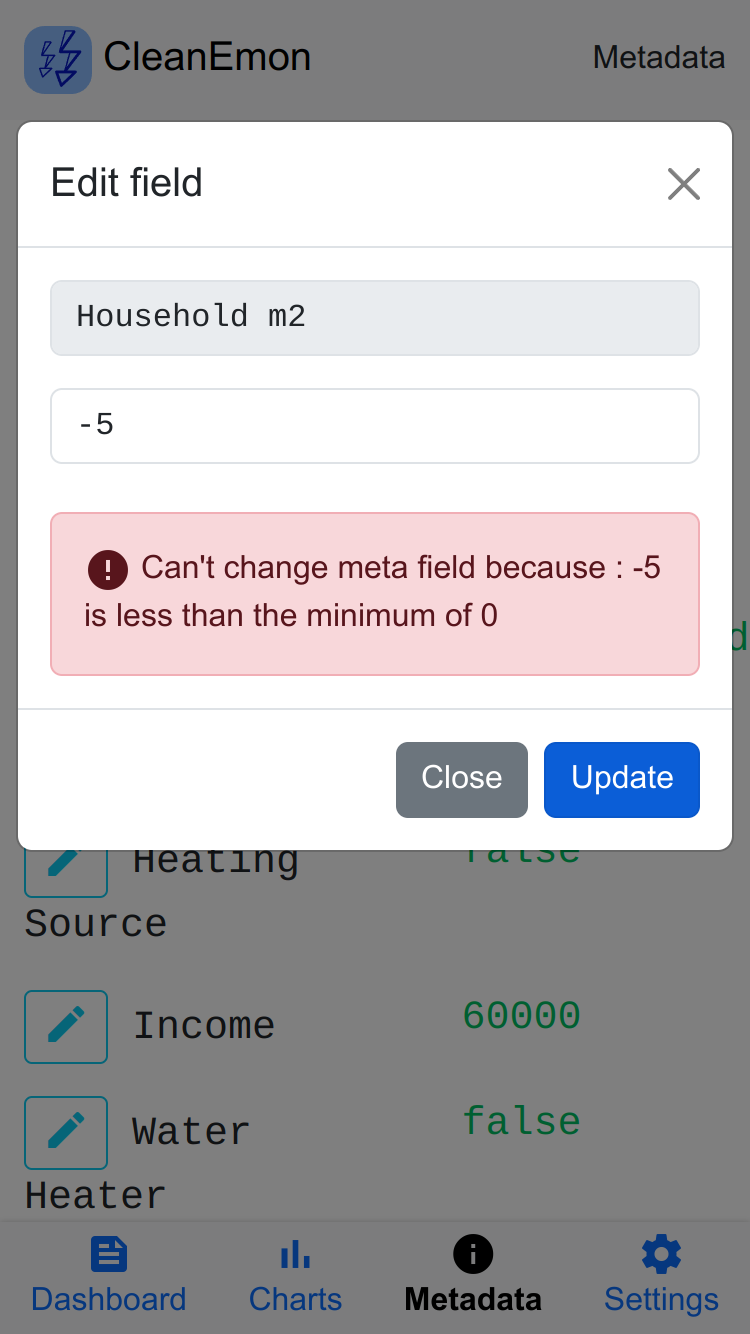 CleanEmon
Metadata
Edit field
Household m2
-5
Can't change meta field because : -5
is less than the minimum of 0
Close
Update
Heating
false
Source
Income
60000
Water
false
Heater
Dashboard
Charts
Metadata
Settings